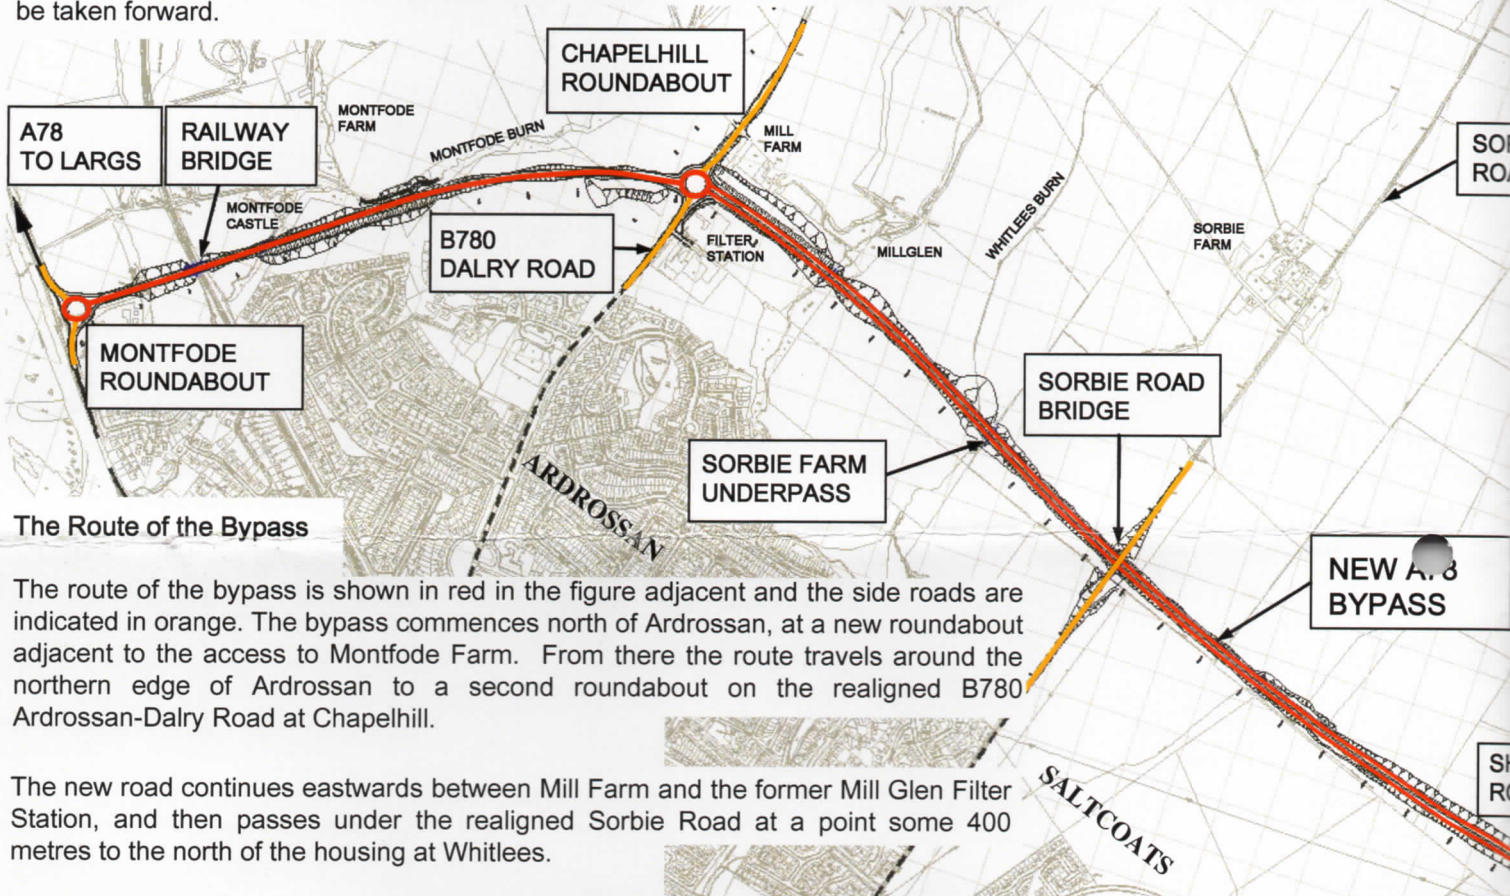 be taken forward.
CHAPELHILL
ROUNDABOUT
A78
TO LARGS
RAILWAY
BRIDGE
MONTFODE
FARM
MONTFODE BURN
MILL
FARM
MONTFODE
CASTLE
B780
DALRY ROAD
FILTER
STATION
MILLGLEN
WHITLEES BURN
SORBIE
FARM
MONTFODE
ROUNDABOUT
SORBIE ROAD
BRIDGE
SORBIE FARM
UNDERPASS
ARDROSSAN
NEW A78
BYPASS
SALTCOATS
The Route of the Bypass
The route of the bypass is shown in red in the figure adjacent and the side roads are
indicated in orange. The bypass commences north of Ardrossan, at a new roundabout
adjacent to the access to Montfode Farm. From there the route travels around the
northern edge of Ardrossan to a second roundabout on the realigned B780
Ardrossan-Dalry Road at Chapelhill.
The new road continues eastwards between Mill Farm and the former Mill Glen Filter
Station, and then passes under the realigned Sorbie Road at a point some 400
metres to the north of the housing at Whitlees.